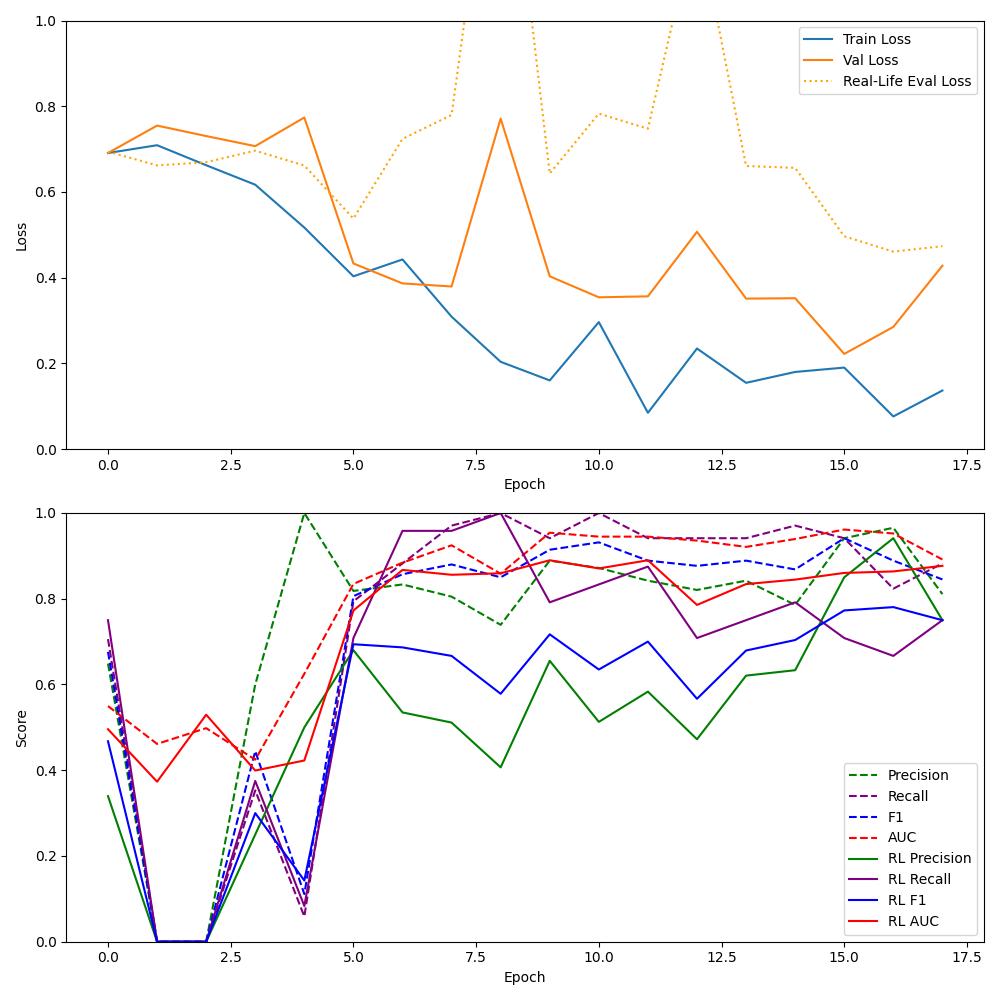 1.0
0.8
0.6
0.4
0.2
0.0
Loss
Train Loss
Val Loss
Real-Life Eval Loss
0.0 2.5 5.0 7.5 10.0 12.5 15.0 17.5
Epoch
1.0
0.8
0.6
0.4
0.2
0.0
Score
Precision
Recall
F1
AUC
RL Precision
RL Recall
RL F1
RL AUC
0.0 2.5 5.0 7.5 10.0 12.5 15.0 17.5
Epoch